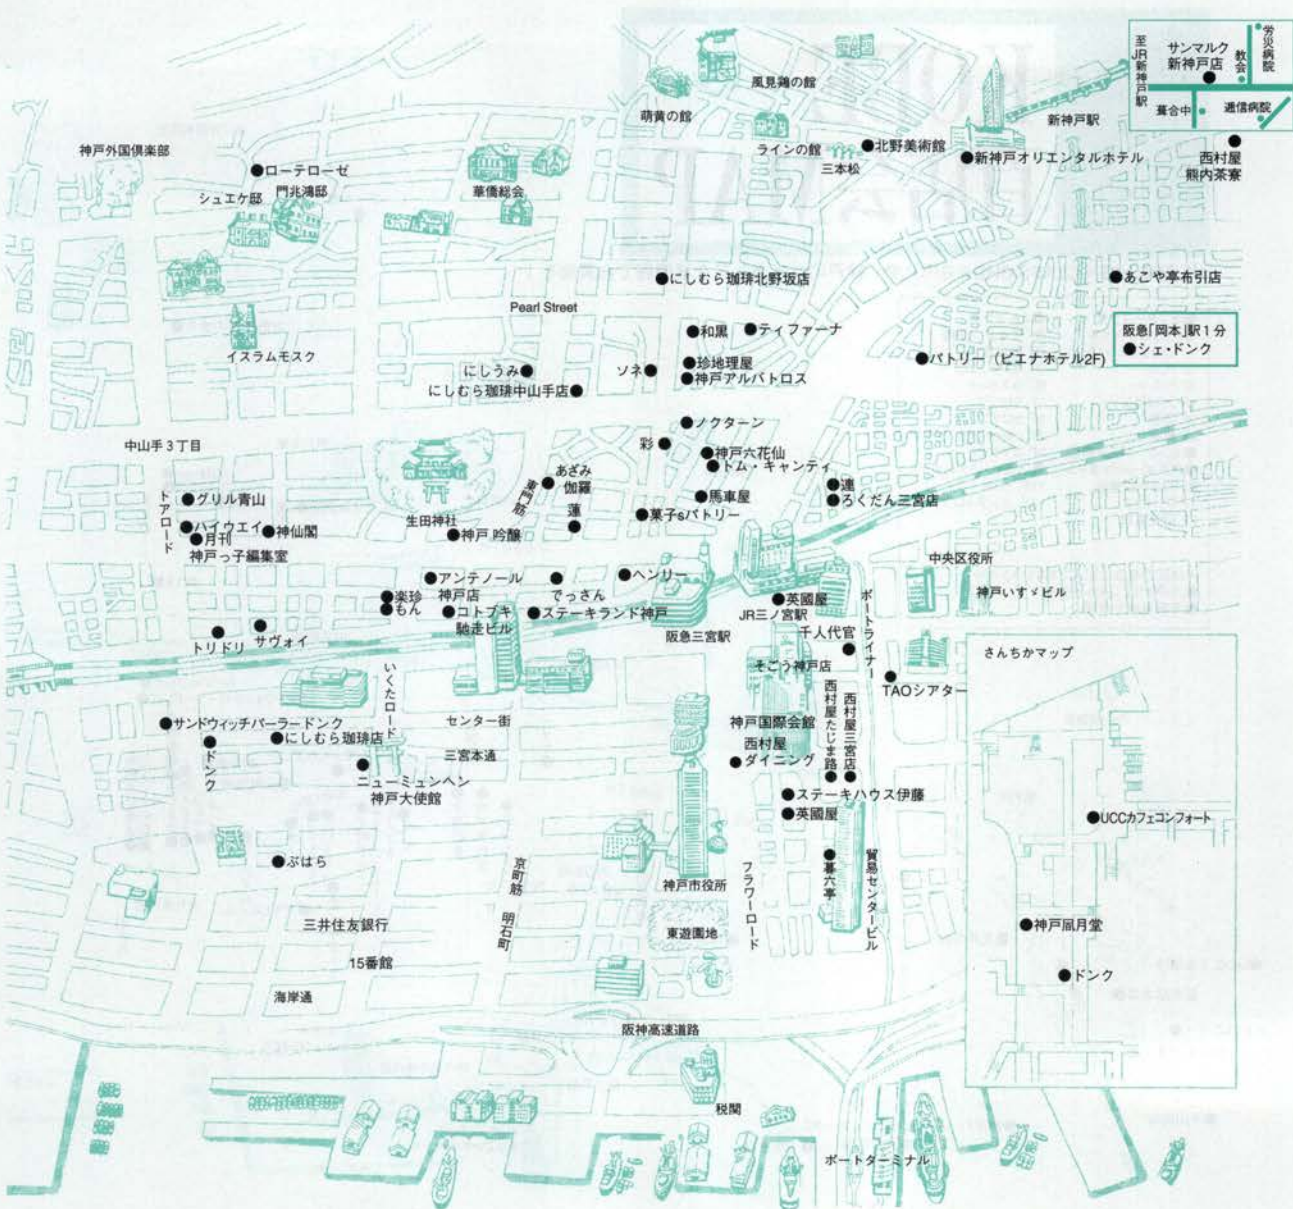 至JR新神戸駅
サンマルク
新神戸店
教会
労災病院
葺合中
逓信病院
風見鶏の館
萌黄の館
新神戸駅
神戸外国倶楽部
ラインの館
三本松
●北野美術館
●新神戸オリエンタルホテル
西村屋
熊内茶寮
●ローテローゼ
シュエケ邸
門兆鴻邸
華僑総会
●にしむら珈琲北野坂店
●あこや亭布引店
Pearl Street
●和黒
●ティファーナ
阪急「岡本」駅1分
●シェ・ドンク
イスラムモスク
にしうみ●
ソネ●
●珍地理屋
●神戸アルバトロス
●パトリー（ピエナホテル2F）
にしむら珈琲中山手店●
●ノクターン
中山手3丁目
彩●
●神戸六花仙
●トム・キャンティ
あざみ
伽羅
蓮
東門筋
●連
●ろくだん三宮店
トアロード
●グリル青山
●馬車屋
生田神社
●菓子sパトリー
●ハイウエイ
●月刊
神戸っ子編集室
●神仙閣
●神戸 吟醸
中央区役所
神戸いすゞビル
●アンテノール
神戸店
●でっさん
●ヘンリー
●楽珍
●もん
●コトブキ
馳走ビル
●ステーキランド神戸
●英國屋
JR三ノ宮駅
ポートライナー
阪急三宮駅
トリドリ
サヴォイ
千人代官
さんちかマップ
そごう神戸店
●TAOシアター
いくたロード
センター街
神戸国際会館
西村屋たじま路
西村屋三宮店
●サンドウィッチパーラードンク
●ドンク
●にしむら珈琲店
三宮本通
西村屋
●ダイニング
ニューミュンヘン
神戸大使館
●ステーキハウス伊藤
●英國屋
●UCCカフェコンフォート
●ぶはら
京町筋
明石町
神戸市役所
フラワーロード
●暮六亭
貿易センタービル
三井住友銀行
東遊園地
●神戸凮月堂
15番館
●ドンク
海岸通
阪神高速道路
税関
ポートターミナル